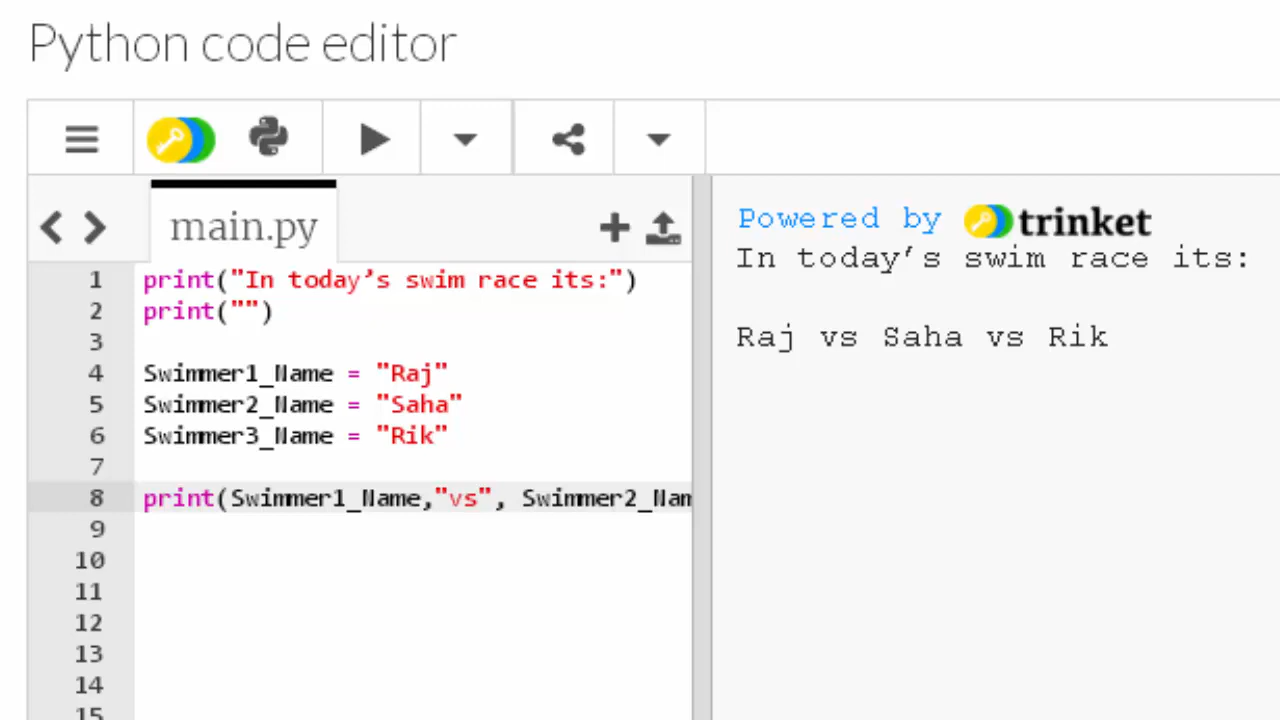 Python code editor
main.py
1 print("In today’s swim race its:")
2 print("")
3
4 Swimmer1_Name = "Raj"
5 Swimmer2_Name = "Saha"
6 Swimmer3_Name = "Rik"
7
8 print(Swimmer1_Name,"vs", Swimmer2_Nam
9
10
11
12
13
14
15
Powered by trinket
In today’s swim race its:
Raj vs Saha vs Rik